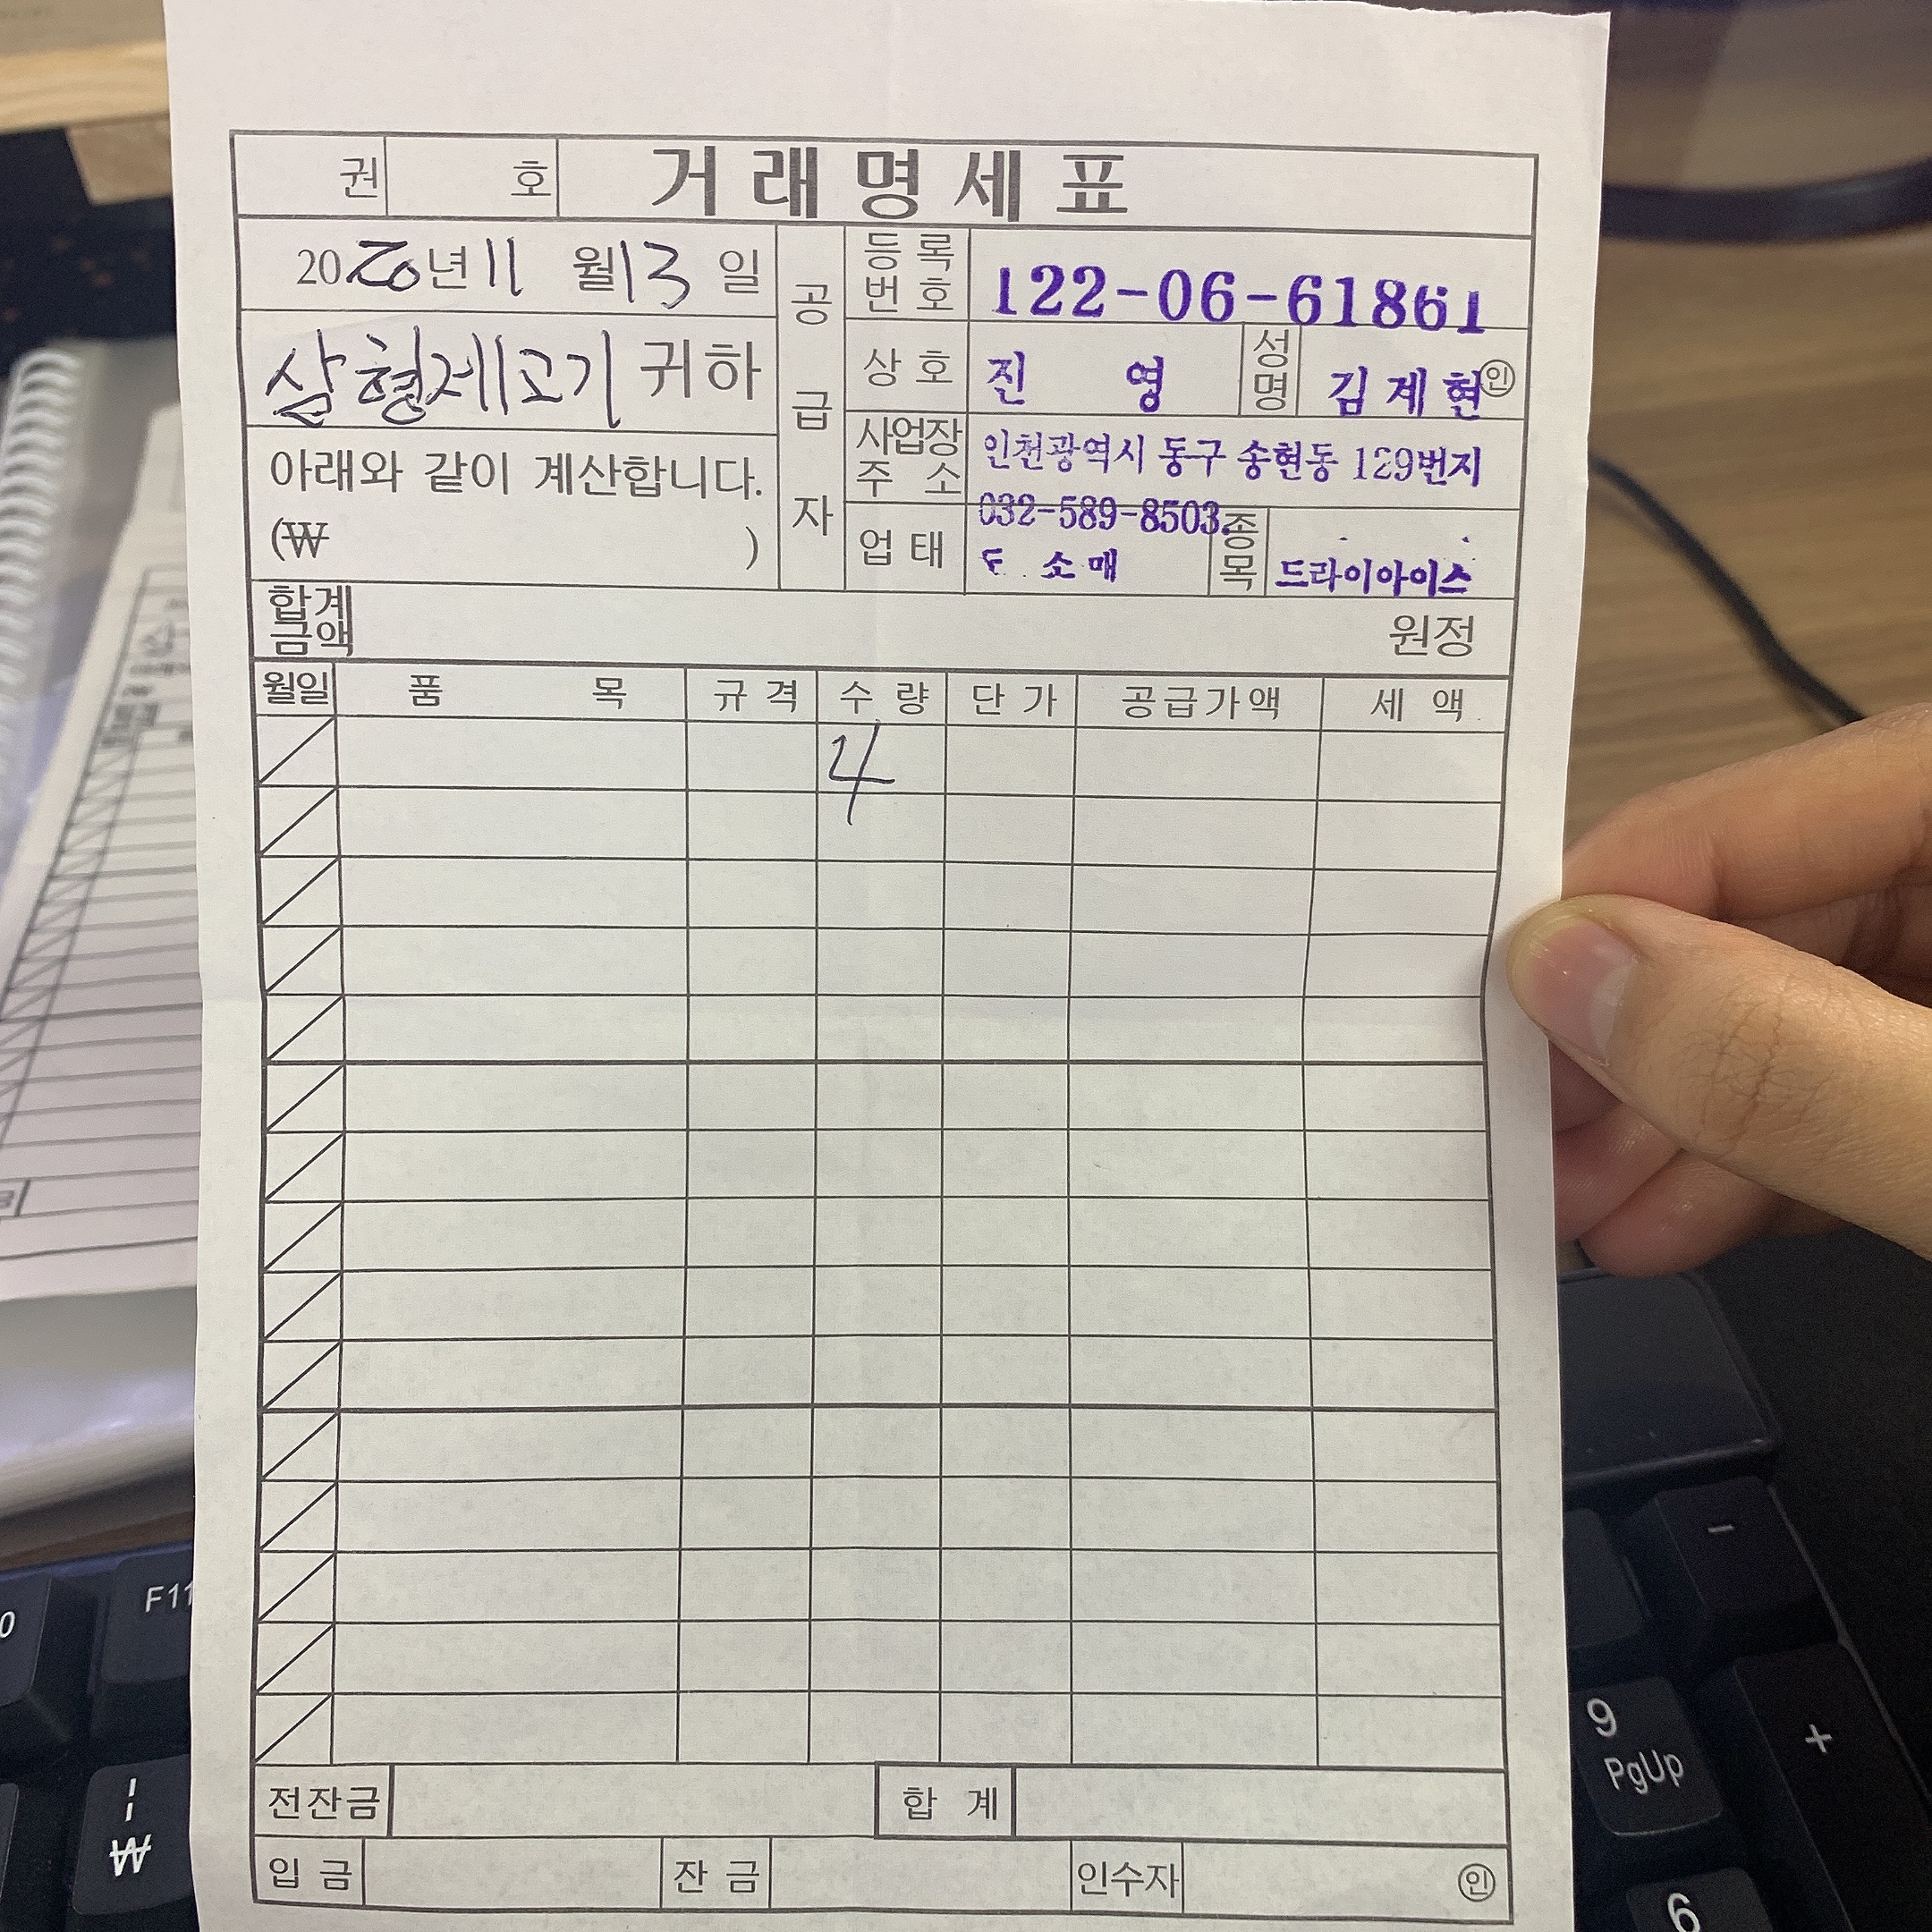 권 호 거래명세표
2020년 11월 13일
삼형제고기 귀하
아래와 같이 계산합니다.
(₩ )
공급자
등록번호 122-06-61861
상호 진 영 성명 김계현 ㊞
사업장주소 인천광역시 동구 송현동 129번지
032-589-8503.
업태 소매 종목 드라이아이스
합계금액 원정
월일 품 목 규격 수량 단가 공급가액 세액
4
전잔금 합계
입금 잔금 인수자 ㊞
F11
0
₩
-
9
PgUp
+
6